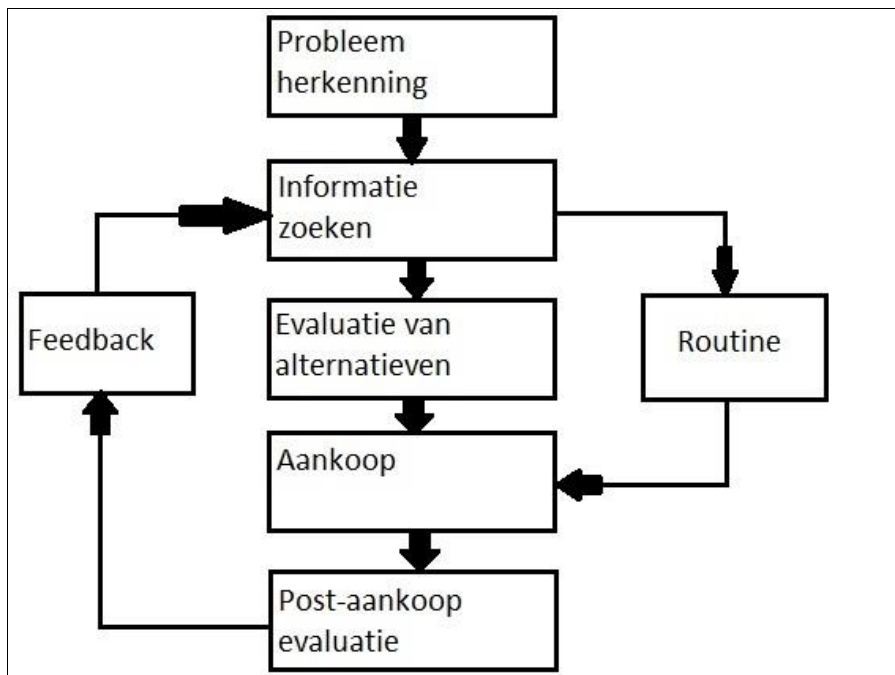 Probleem
herkenning
Informatie
zoeken
Feedback
Evaluatie van
alternatieven
Routine
Aankoop
Post-aankoop
evaluatie